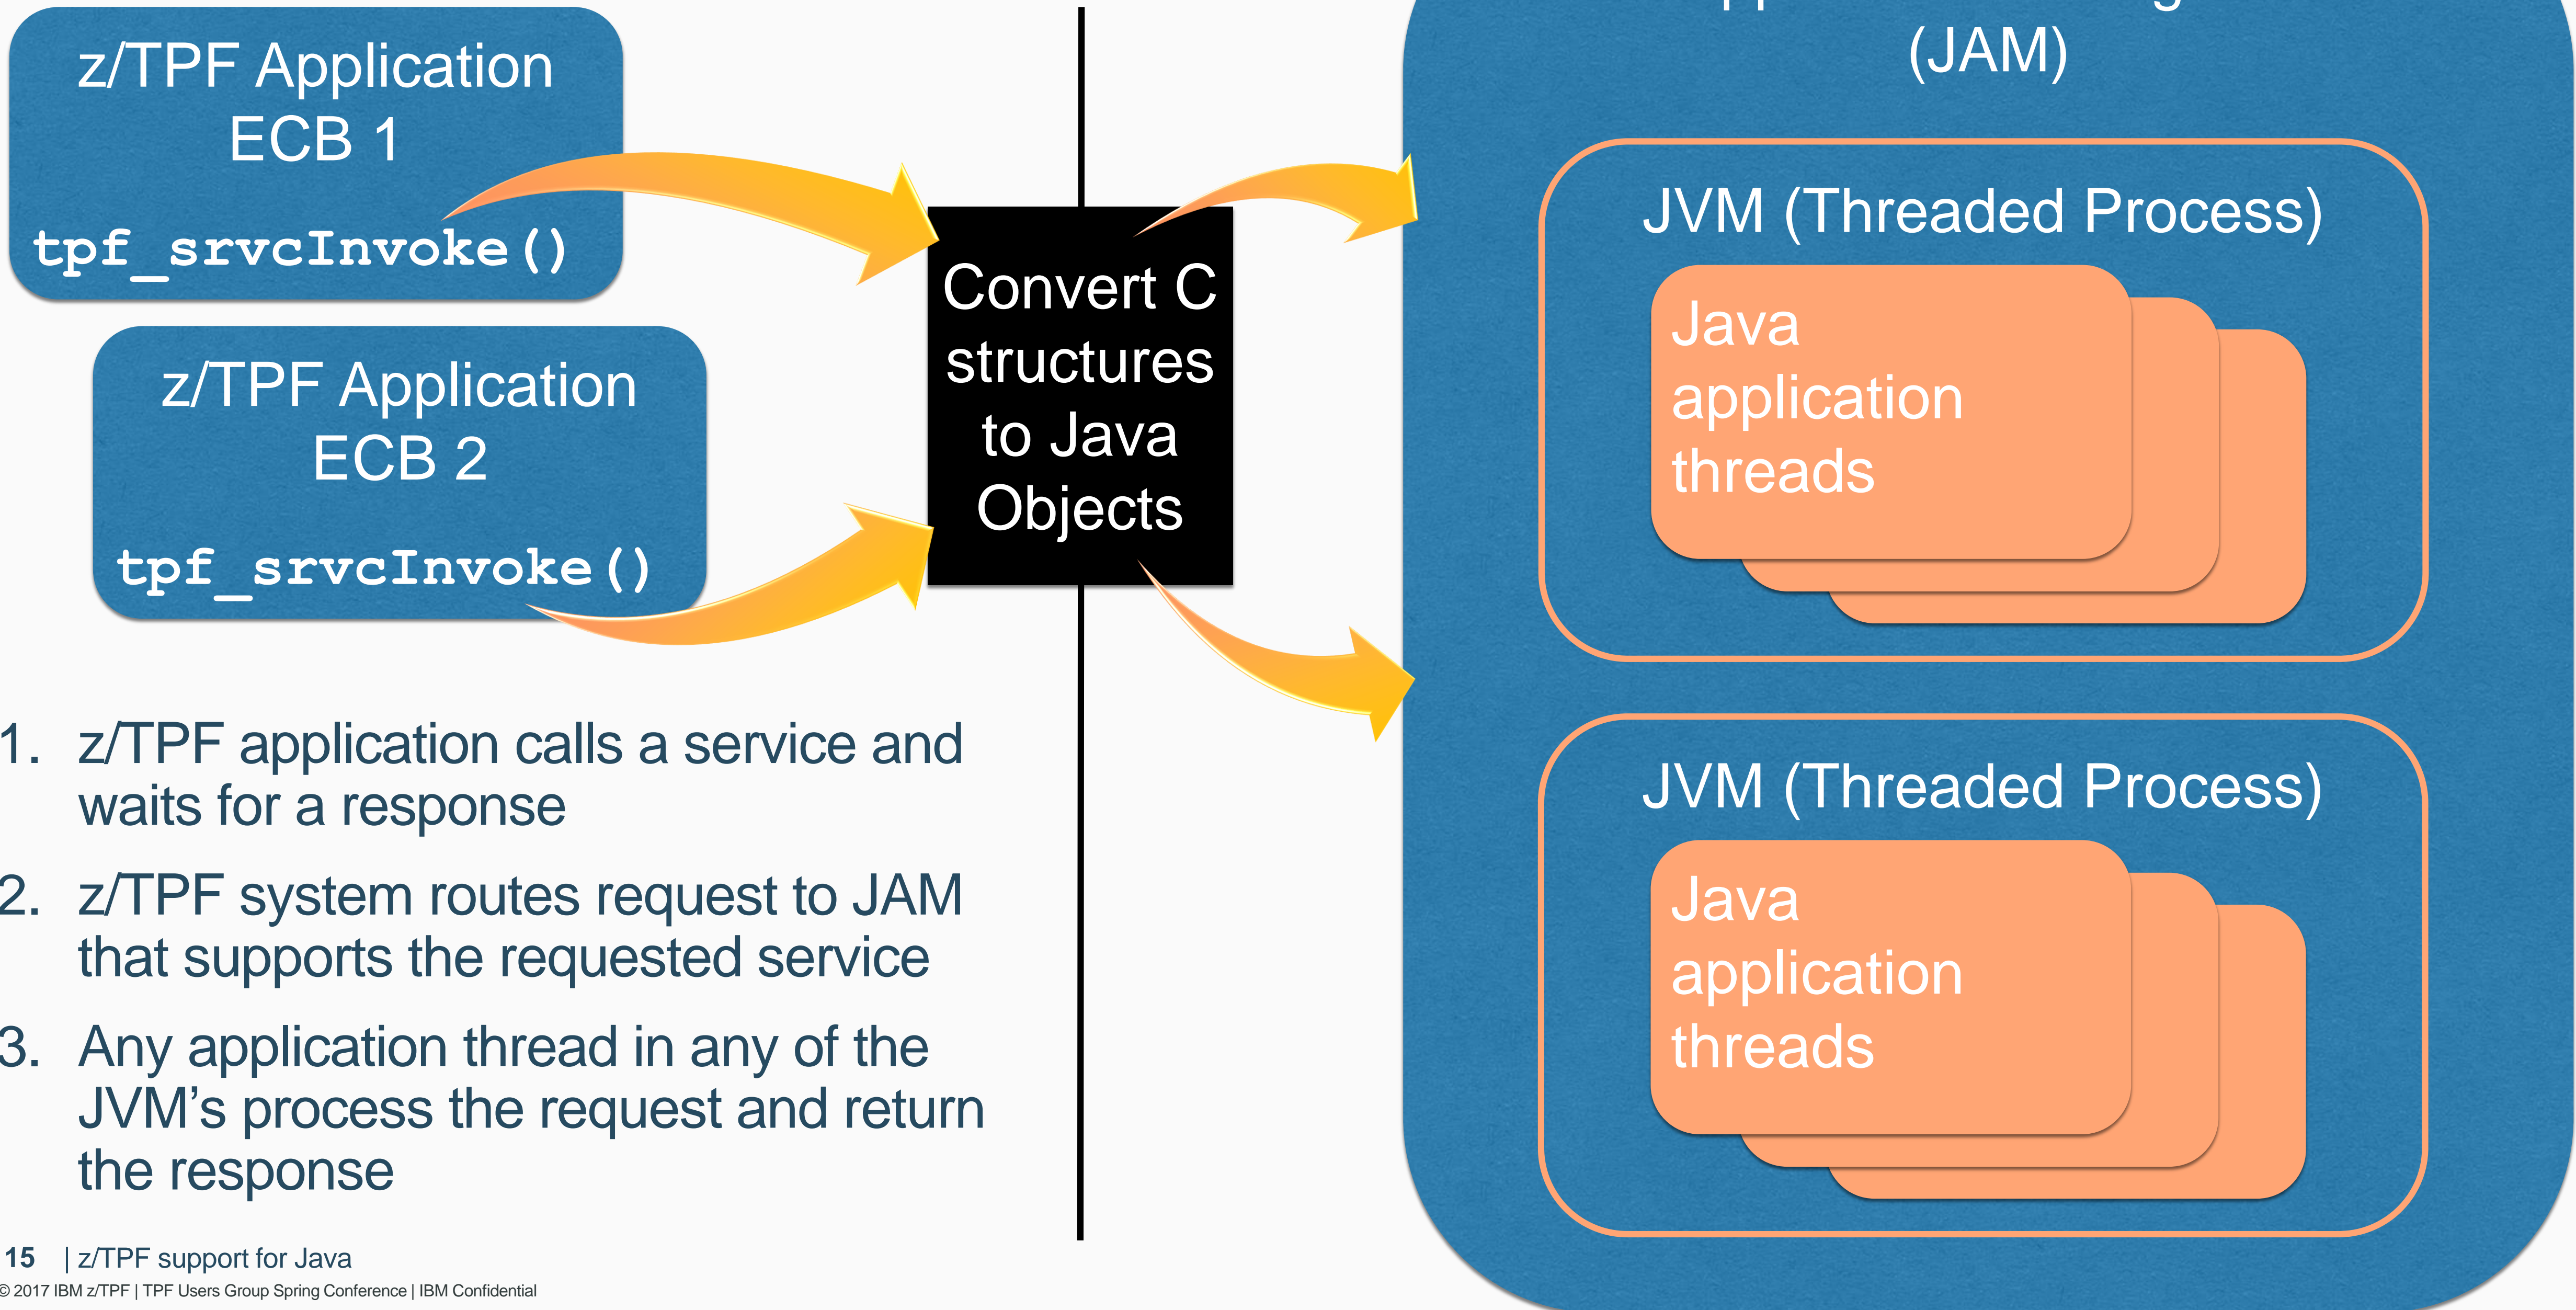 z/TPF Application
ECB 1
tpf_srvcInvoke()
z/TPF Application
ECB 2
tpf_srvcInvoke()
Convert C
structures
to Java
Objects
(JAM)
JVM (Threaded Process)
Java
application
threads
JVM (Threaded Process)
Java
application
threads
1. z/TPF application calls a service and
waits for a response
2. z/TPF system routes request to JAM
that supports the requested service
3. Any application thread in any of the
JVM’s process the request and return
the response
15 | z/TPF support for Java
© 2017 IBM z/TPF | TPF Users Group Spring Conference | IBM Confidential